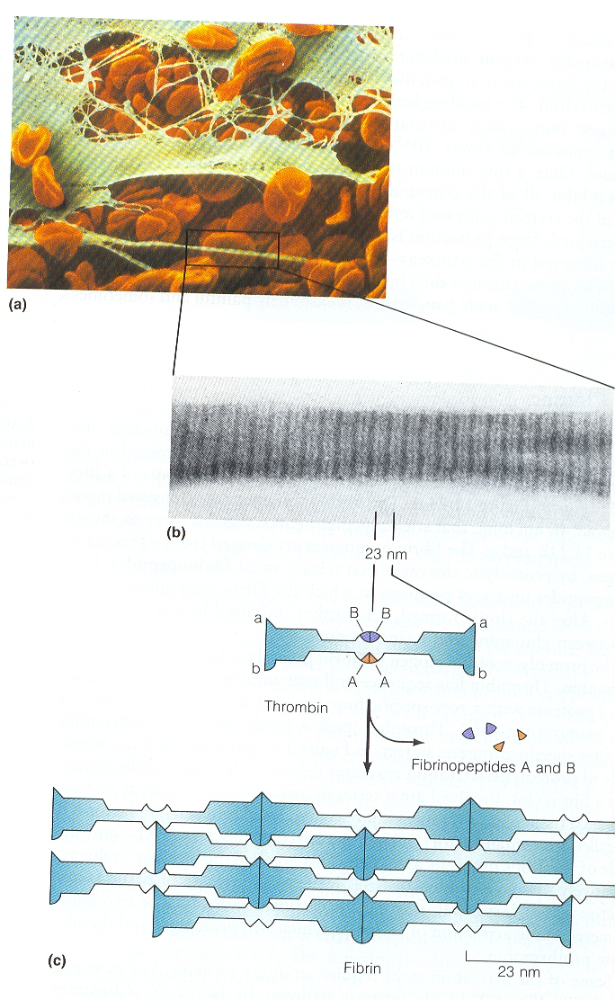 (a)
(b)
23 nm
B B
a a
b b
A A
Thrombin
Fibrinopeptides A and B
(c)
Fibrin
23 nm